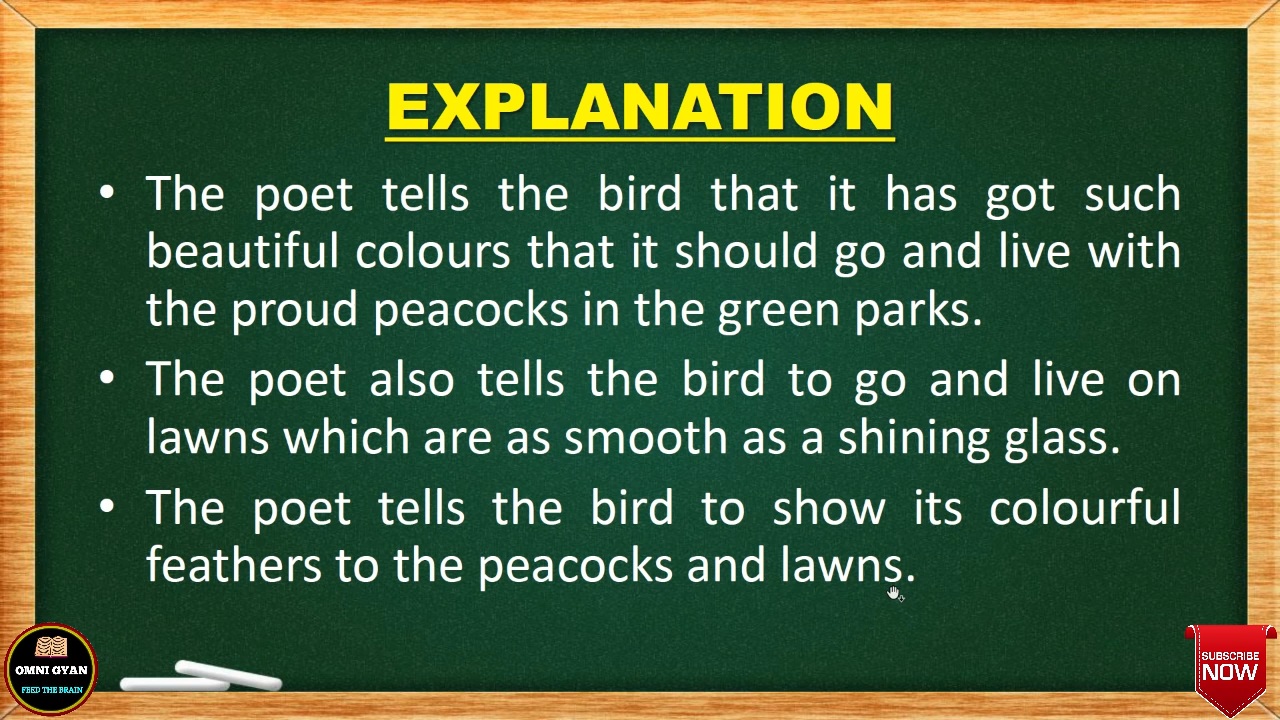 EXPLANATION
• The poet tells the bird that it has got such
beautiful colours that it should go and live with
the proud peacocks in the green parks.
• The poet also tells the bird to go and live on
lawns which are as smooth as a shining glass.
• The poet tells the bird to show its colourful
feathers to the peacocks and lawns.
OMNI GYAN
FEED THE BRAIN
SUBSCRIBE
NOW